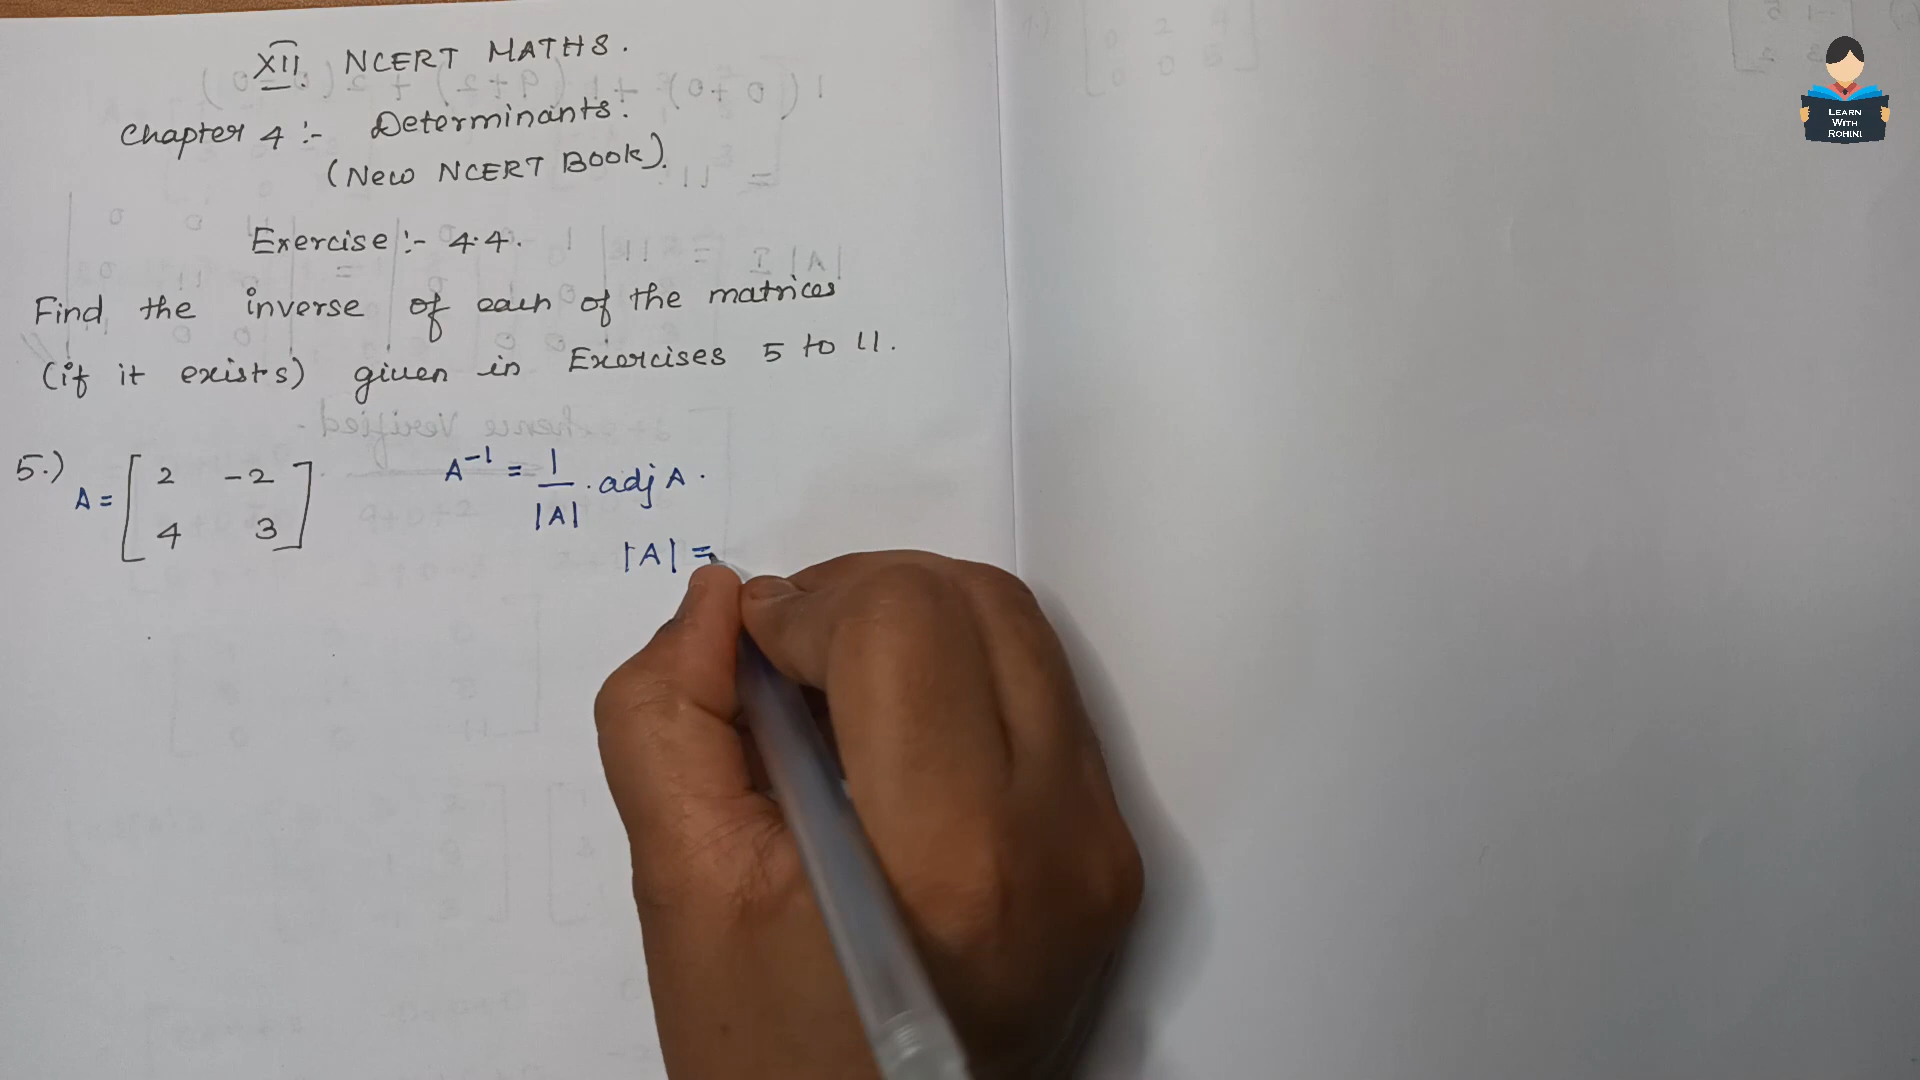 XII. NCERT MATHS.
Chapter 4 :- Determinants.
(New NCERT Book).
Exercise :- 4.4.
Find the inverse of each of the matrices
(if it exists) given in Exercises 5 to 11.
5.) A = [ 2 -2
4 3 ]
A⁻¹ = 1/|A| . adj A.
|A| =
LEARN
WITH
ROHINI